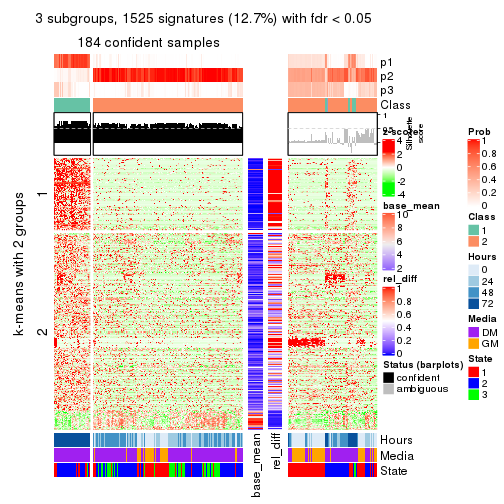 3 subgroups, 1525 signatures (12.7%) with fdr < 0.05
184 confident samples
p1
p2
p3
Class
1
0.5
0
Silhouette
score
k-means with 2 groups
1
2
base_mean
rel_diff
Hours
Media
State
z-score
4
2
0
-2
-4
base_mean
10
8
6
4
2
rel_diff
1
0.8
0.6
0.4
0.2
0
Status (barplots)
confident
ambiguous
Prob
1
0.8
0.6
0.4
0.2
0
Class
1
2
Hours
0
24
48
72
Media
DM
GM
State
1
2
3